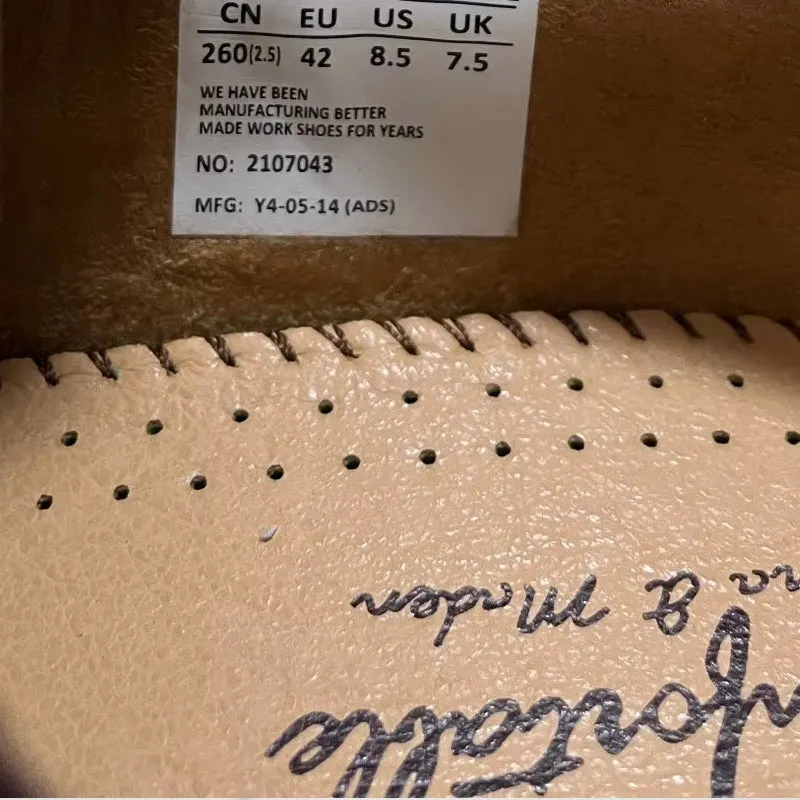 CN EU US UK
260(2.5) 42 8.5 7.5
WE HAVE BEEN
MANUFACTURING BETTER
MADE WORK SHOES FOR YEARS
NO: 2107043
MFG: Y4-05-14 (ADS)
mfortable